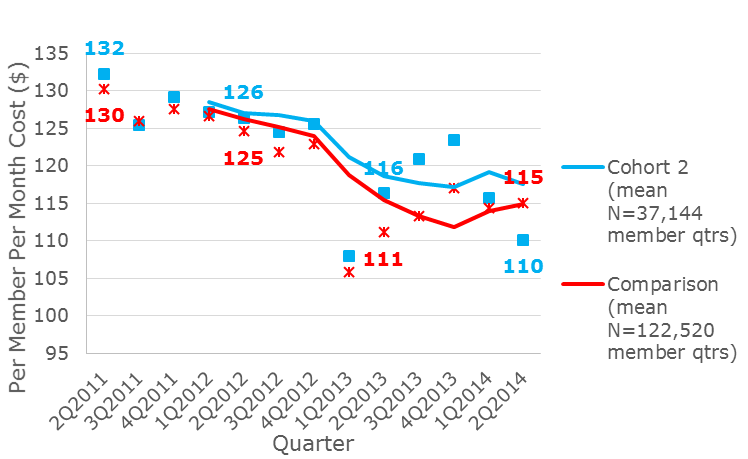 Per Member Per Month Cost ($)
135
130
125
120
115
110
105
100
95
132
130
126
125
116
111
115
110
2Q2011
3Q2011
4Q2011
1Q2012
2Q2012
3Q2012
4Q2012
1Q2013
2Q2013
3Q2013
4Q2013
1Q2014
2Q2014
Quarter
Cohort 2
(mean
N=37,144
member qtrs)
Comparison
(mean
N=122,520
member qtrs)